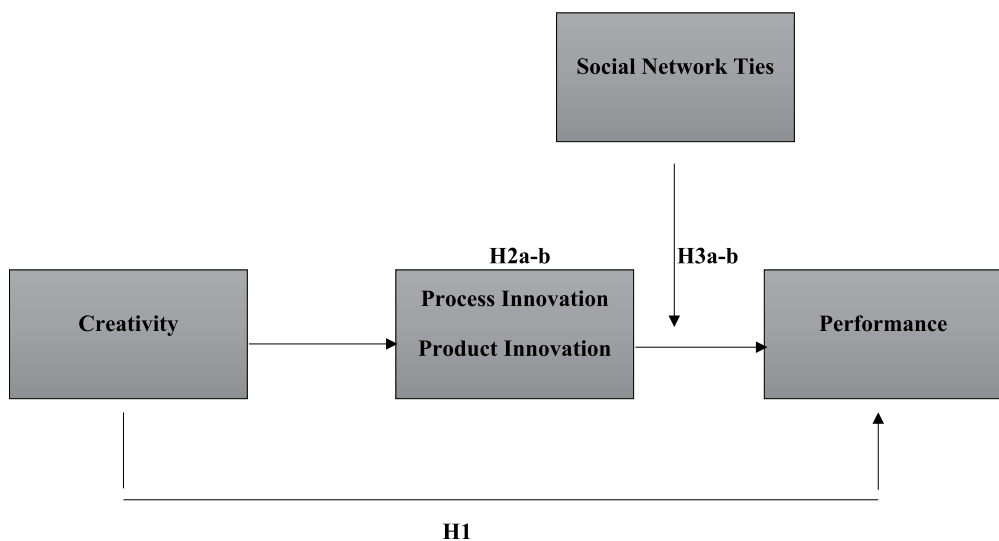 Social Network Ties
H2a-b
H3a-b
Creativity
Process Innovation
Product Innovation
Performance
H1